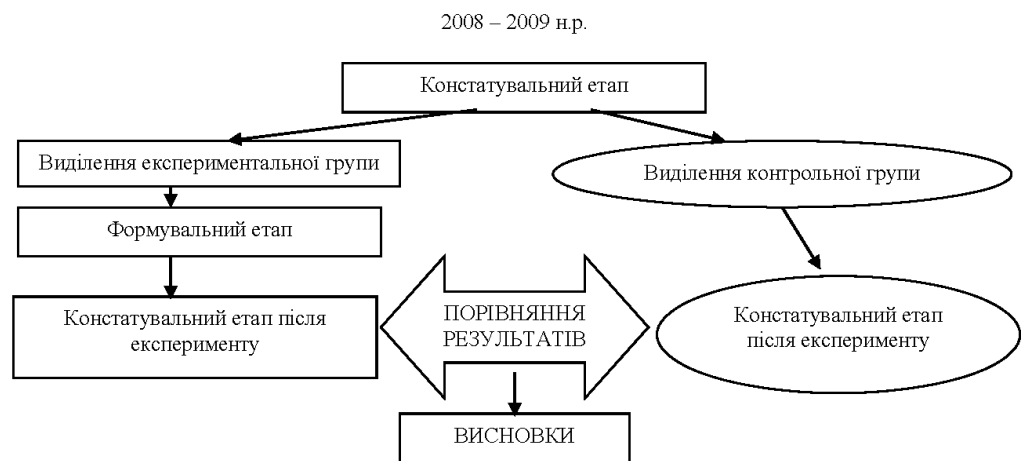 2008 – 2009 н.р.
Констатувальний етап
Виділення експериментальної групи
Виділення контрольної групи
Формувальний етап
Констатувальний етап після
експерименту
ПОРІВНЯННЯ
РЕЗУЛЬТАТІВ
Констатувальний етап
після експерименту
ВИСНОВКИ